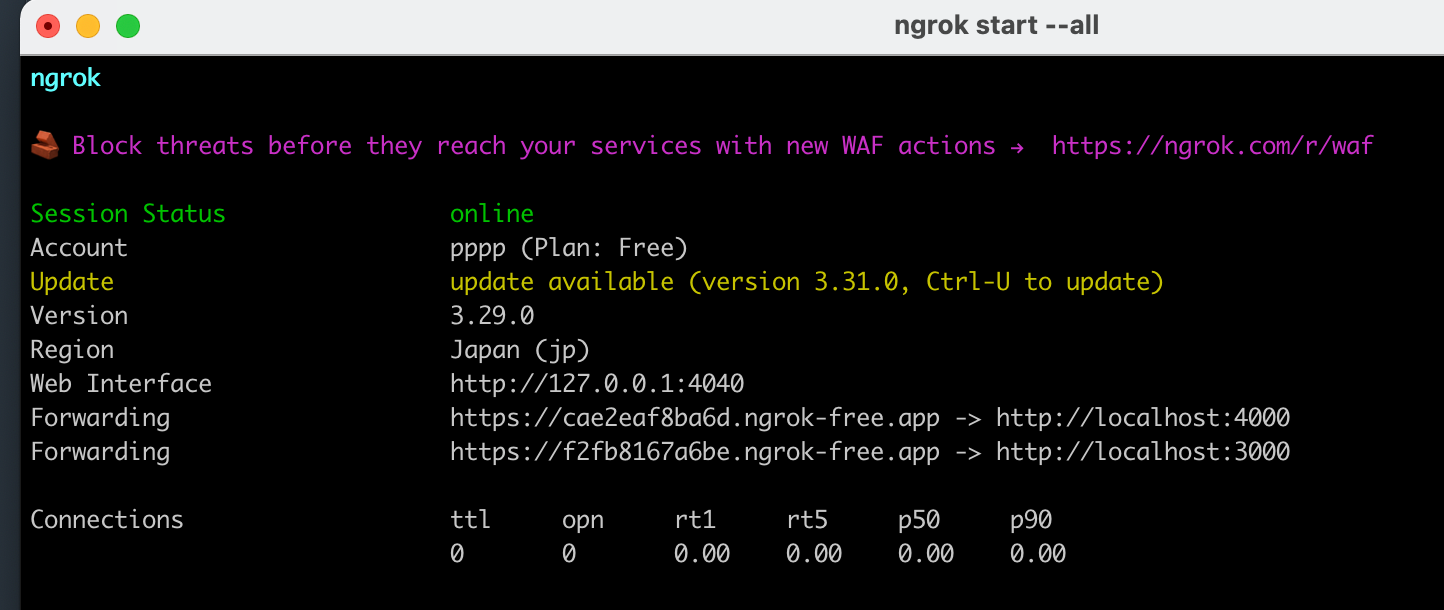 ngrok start --all
ngrok
Block threats before they reach your services with new WAF actions → https://ngrok.com/r/waf
Session Status online
Account pppp (Plan: Free)
Update update available (version 3.31.0, Ctrl-U to update)
Version 3.29.0
Region Japan (jp)
Web Interface http://127.0.0.1:4040
Forwarding https://cae2eaf8ba6d.ngrok-free.app -> http://localhost:4000
Forwarding https://f2fb8167a6be.ngrok-free.app -> http://localhost:3000
Connections ttl opn rt1 rt5 p50 p90
0 0 0.00 0.00 0.00 0.00